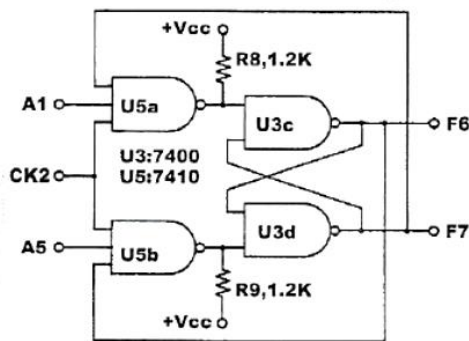 +Vcc
R8,1.2K
A1
U5a
U3c
F6
U3:7400
U5:7410
CK2
A5
U5b
U3d
F7
R9,1.2K
+Vcc